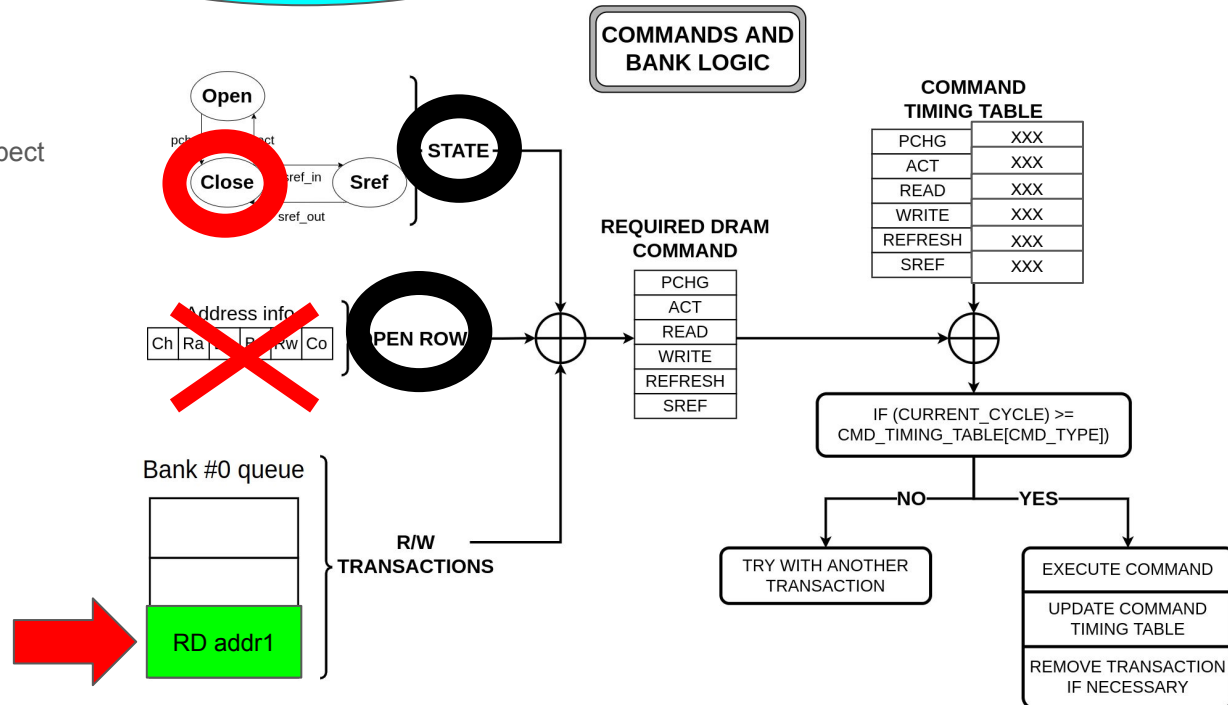 COMMANDS AND
BANK LOGIC
pect
Open
Close
sref_in
Sref
sref_out
STATE
COMMAND
TIMING TABLE
PCHG XXX
ACT XXX
READ XXX
WRITE XXX
REFRESH XXX
SREF XXX
REQUIRED DRAM
COMMAND
PCHG
ACT
READ
WRITE
REFRESH
SREF
Address info
Ch Ra Rw Co
OPEN ROW
IF (CURRENT_CYCLE) >=
CMD_TIMING_TABLE[CMD_TYPE])
NO
YES
Bank #0 queue
RD addr1
R/W
TRANSACTIONS
TRY WITH ANOTHER
TRANSACTION
EXECUTE COMMAND
UPDATE COMMAND
TIMING TABLE
REMOVE TRANSACTION
IF NECESSARY